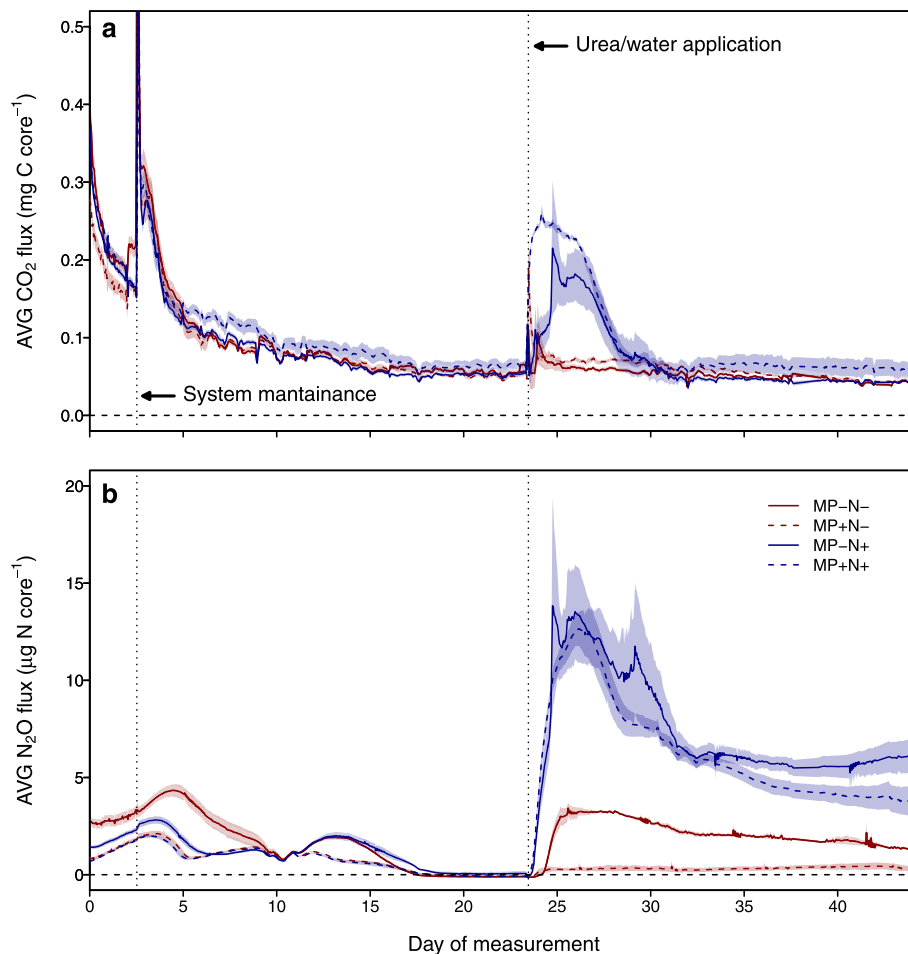 a
0.5
0.4
0.3
0.2
0.1
0.0
AVG CO₂ flux (mg C core⁻¹)
Urea/water application
System mantainance
b
20
15
10
5
0
AVG N₂O flux (µg N core⁻¹)
MP−N−
MP+N−
MP−N+
MP+N+
0 5 10 15 20 25 30 35 40
Day of measurement